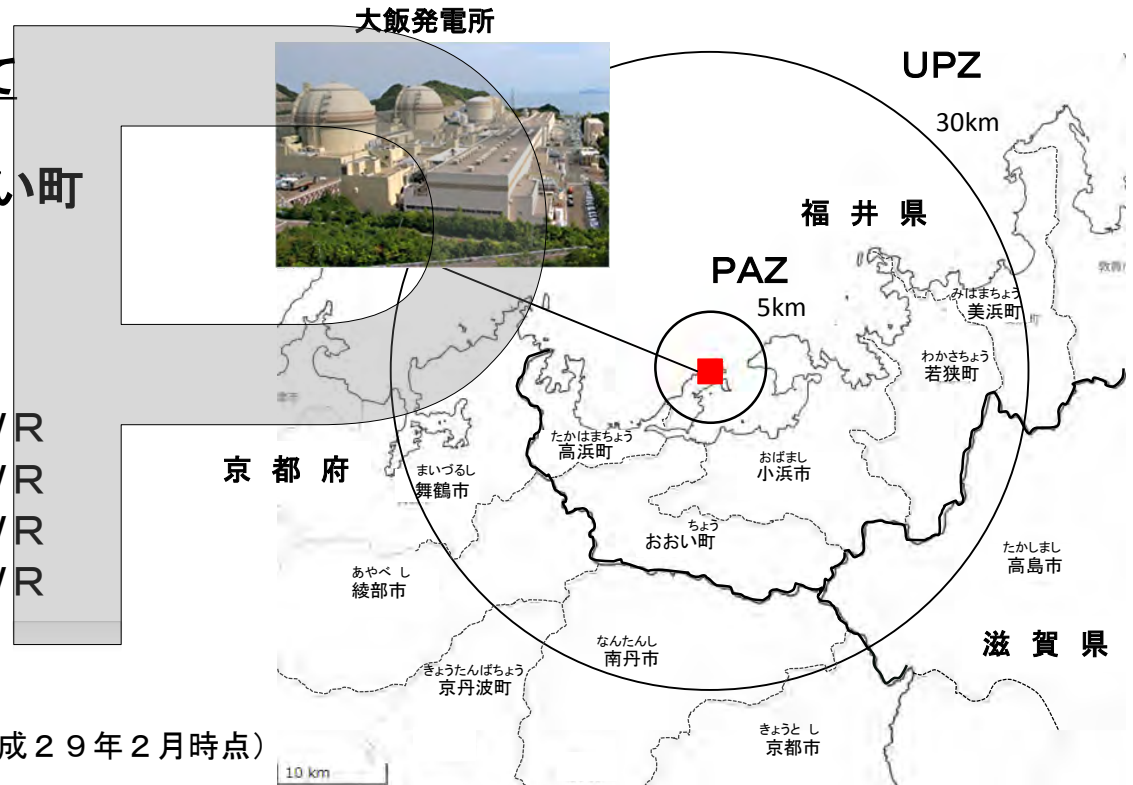 大飯発電所
て
い町
UPZ
30km
福井県
PAZ
5km
みはまちょう
美浜町
町
わかさちょう
若狭町
R
R
R
R
京都府
たかはまちょう
高浜町
まいづるし
舞鶴市
おばまし
小浜市
ちょう
おおい町
たかしまし
高島市
あやべ し
綾部市
なんたんし
南丹市
滋賀県
きょうたんばちょう
京丹波町
きょうと し
京都市
成２９年２月時点）
10 km